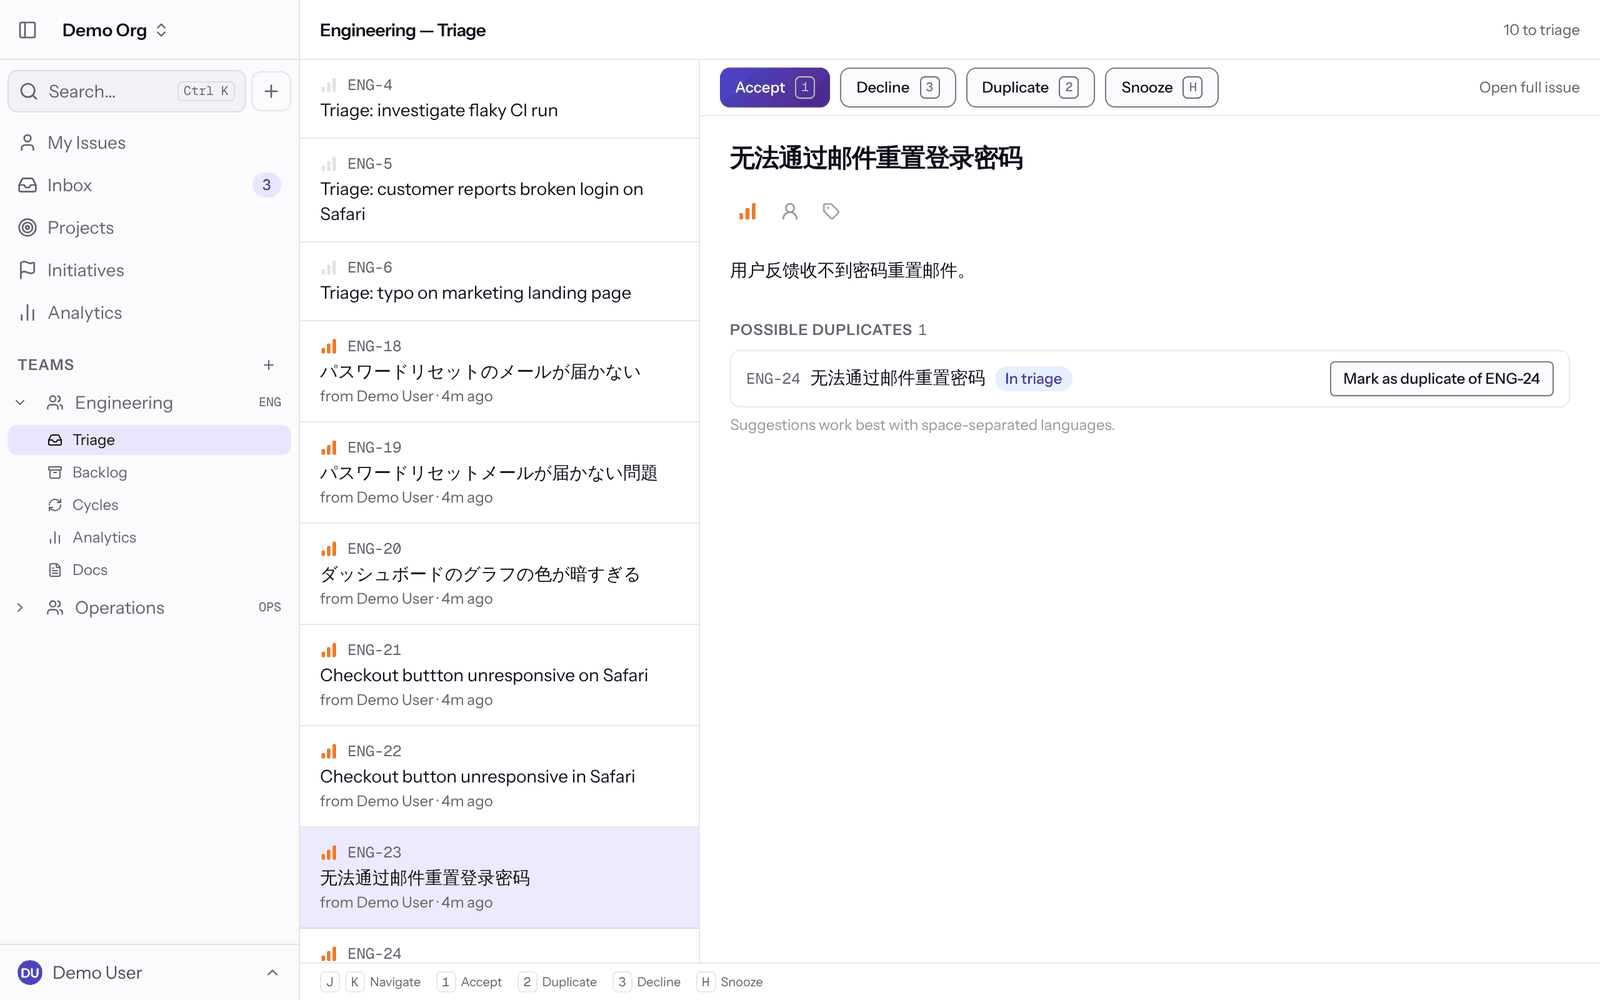 Demo Org
Search...
Ctrl K
My Issues
Inbox
3
Projects
Initiatives
Analytics
TEAMS
Engineering
ENG
Triage
Backlog
Cycles
Analytics
Docs
Operations
OPS
DU
Demo User
Engineering — Triage
10 to triage
ENG-4
Triage: investigate flaky CI run
ENG-5
Triage: customer reports broken login on
Safari
ENG-6
Triage: typo on marketing landing page
ENG-18
パスワードリセットのメールが届かない
from Demo User · 4m ago
ENG-19
パスワードリセットメールが届かない問題
from Demo User · 4m ago
ENG-20
ダッシュボードのグラフの色が暗すぎる
from Demo User · 4m ago
ENG-21
Checkout buttton unresponsive on Safari
from Demo User · 4m ago
ENG-22
Checkout button unresponsive in Safari
from Demo User · 4m ago
ENG-23
无法通过邮件重置登录密码
from Demo User · 4m ago
ENG-24
Accept 1
Decline 3
Duplicate 2
Snooze H
Open full issue
无法通过邮件重置登录密码
用户反馈收不到密码重置邮件。
POSSIBLE DUPLICATES 1
ENG-24 无法通过邮件重置密码 In triage
Mark as duplicate of ENG-24
Suggestions work best with space-separated languages.
J K Navigate 1 Accept 2 Duplicate 3 Decline H Snooze